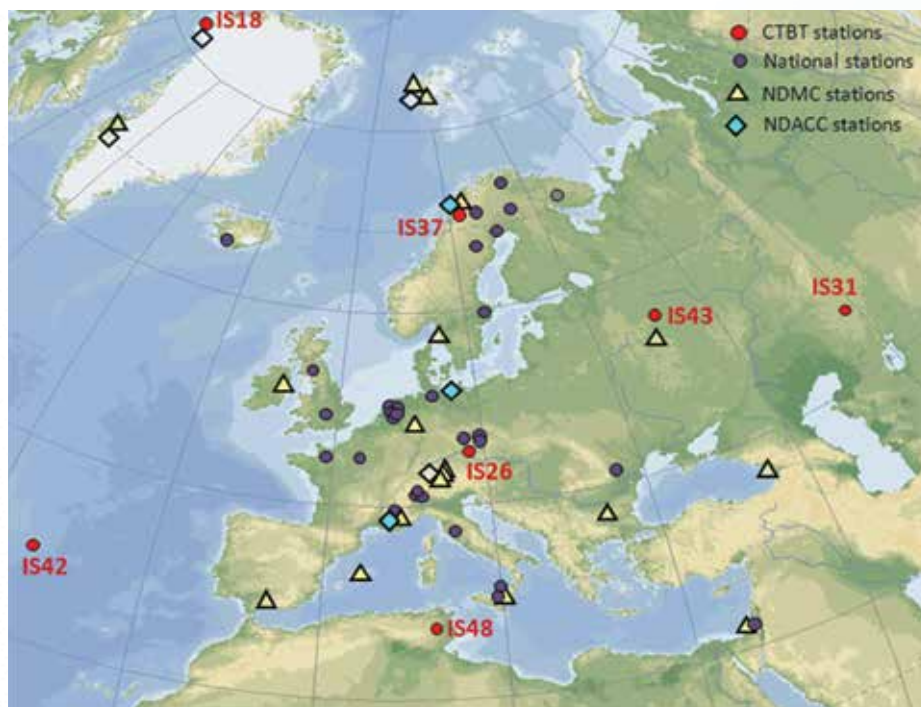 IS18
CTBT stations
National stations
NDMC stations
NDACC stations
IS37
IS31
IS43
IS26
IS42
IS48